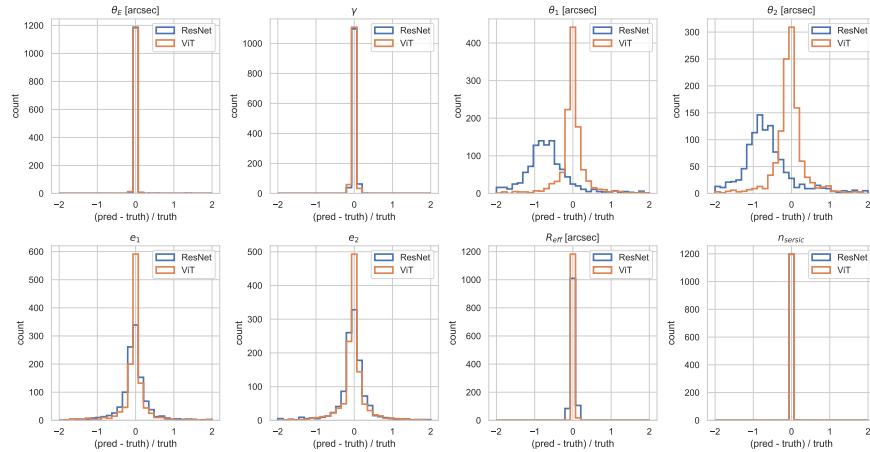 θ_E [arcsec]
ResNet
ViT
count
1200
1000
800
600
400
200
0
−2 −1 0 1 2
(pred - truth) / truth
γ
ResNet
ViT
count
1000
800
600
400
200
0
−2 −1 0 1 2
(pred - truth) / truth
θ_1 [arcsec]
ResNet
ViT
count
400
300
200
100
0
−2 −1 0 1 2
(pred - truth) / truth
θ_2 [arcsec]
ResNet
ViT
count
300
250
200
150
100
50
0
−2 −1 0 1 2
(pred - truth) / truth
e_1
ResNet
ViT
count
600
500
400
300
200
100
0
−2 −1 0 1 2
(pred - truth) / truth
e_2
ResNet
ViT
count
500
400
300
200
100
0
−2 −1 0 1 2
(pred - truth) / truth
R_eff [arcsec]
ResNet
ViT
count
1200
1000
800
600
400
200
0
−2 −1 0 1 2
(pred - truth) / truth
n_sersic
ResNet
ViT
count
1200
1000
800
600
400
200
0
−2 −1 0 1 2
(pred - truth) / truth